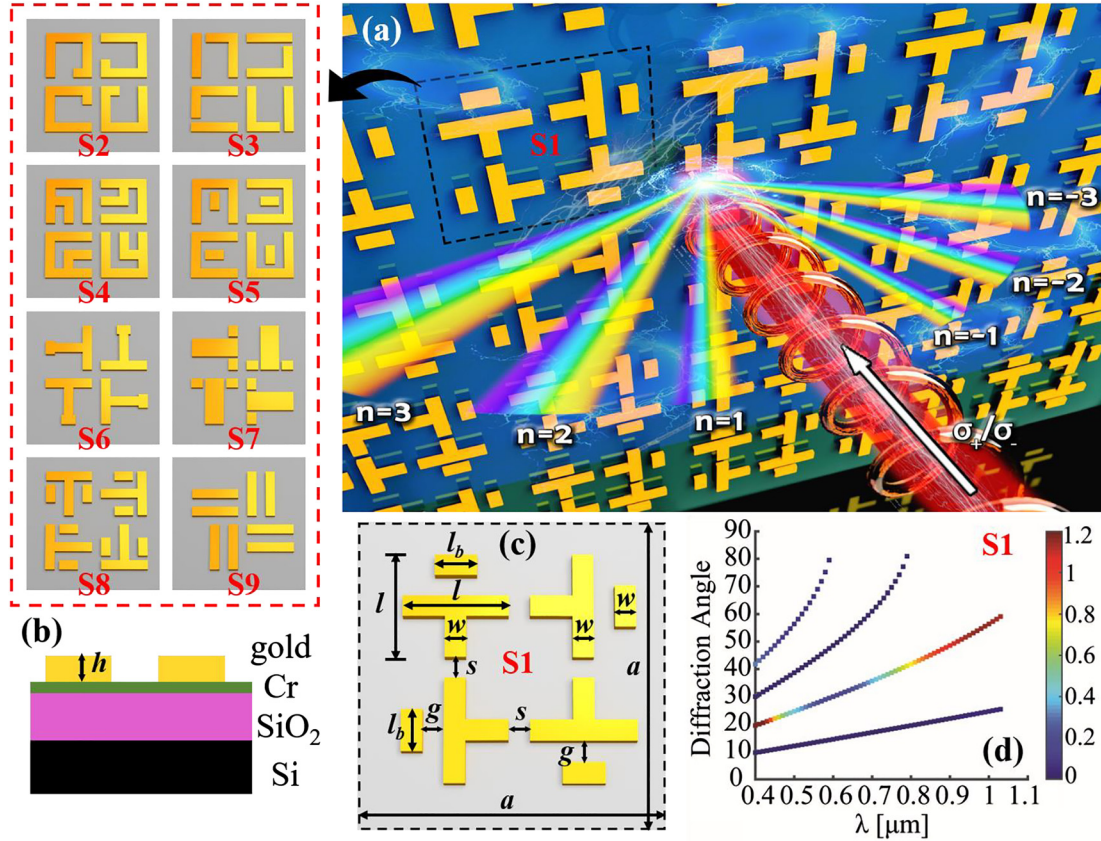 S2
S3
S4
S5
S6
S7
S8
S9
(a)
S1
n=3
n=2
n=1
n=-1
n=-2
n=-3
σ+/σ-
(b)
h
gold
Cr
SiO2
Si
(c)
lb
l
l
w
w
w
s
S1
a
lb
g
s
g
a
S1
90
80
70
60
50
40
30
20
10
0
Diffraction Angle
0.4 0.5 0.6 0.7 0.8 0.9 1 1.1
λ [μm]
(d)
1.2
1
0.8
0.6
0.4
0.2
0